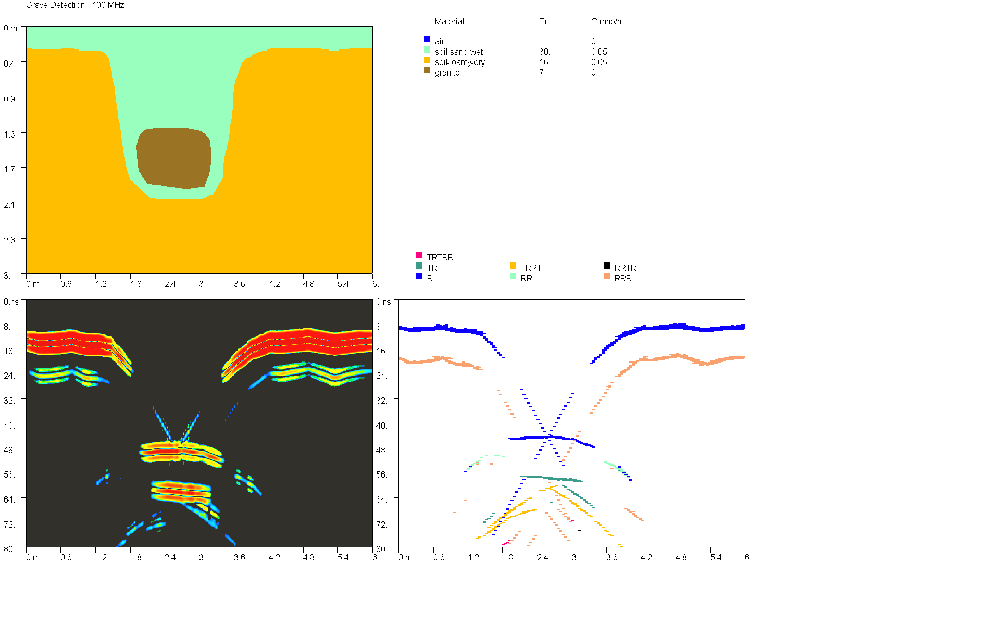 Grave Detection - 400 MHz
Material Er C.mho/m
air 1. 0.
soil-sand-wet 30. 0.05
soil-loamy-dry 16. 0.05
granite 7. 0.
0.m
0.4
0.9
1.3
1.7
2.1
2.6
3.
0.m 0.6 1.2 1.8 2.4 3. 3.6 4.2 4.8 5.4 6.
TRTRR
TRT TRRT RRTRT
R RR RRR
0.ns
8.
16.
24.
32.
40.
48.
56.
64.
72.
80.
0.m 0.6 1.2 1.8 2.4 3. 3.6 4.2 4.8 5.4 6.
0.ns
8.
16.
24.
32.
40.
48.
56.
64.
72.
80.
0.m 0.6 1.2 1.8 2.4 3. 3.6 4.2 4.8 5.4 6.